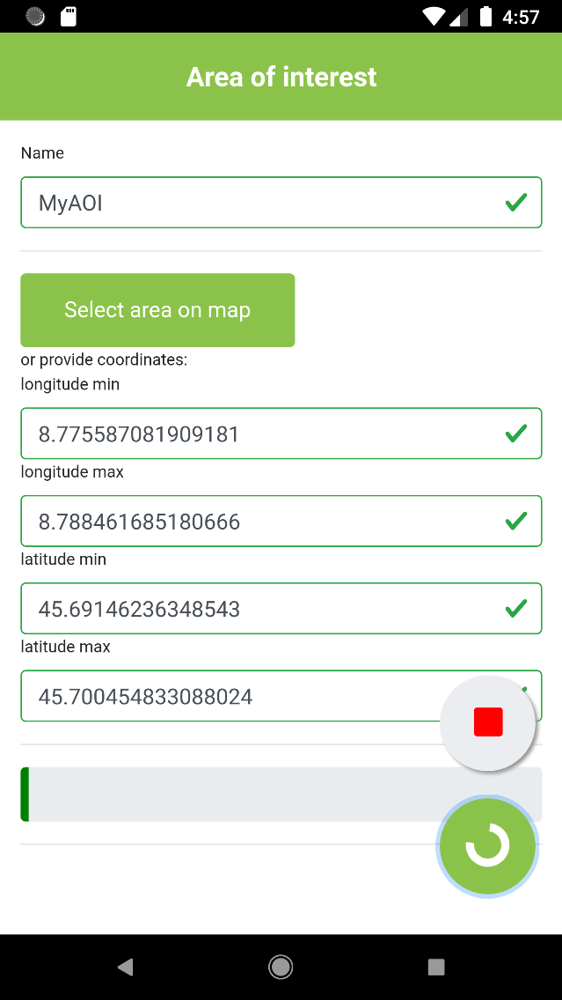 4:57
Area of interest
Name
MyAOI
Select area on map
or provide coordinates:
longitude min
8.775587081909181
longitude max
8.788461685180666
latitude min
45.69146236348543
latitude max
45.700454833088024